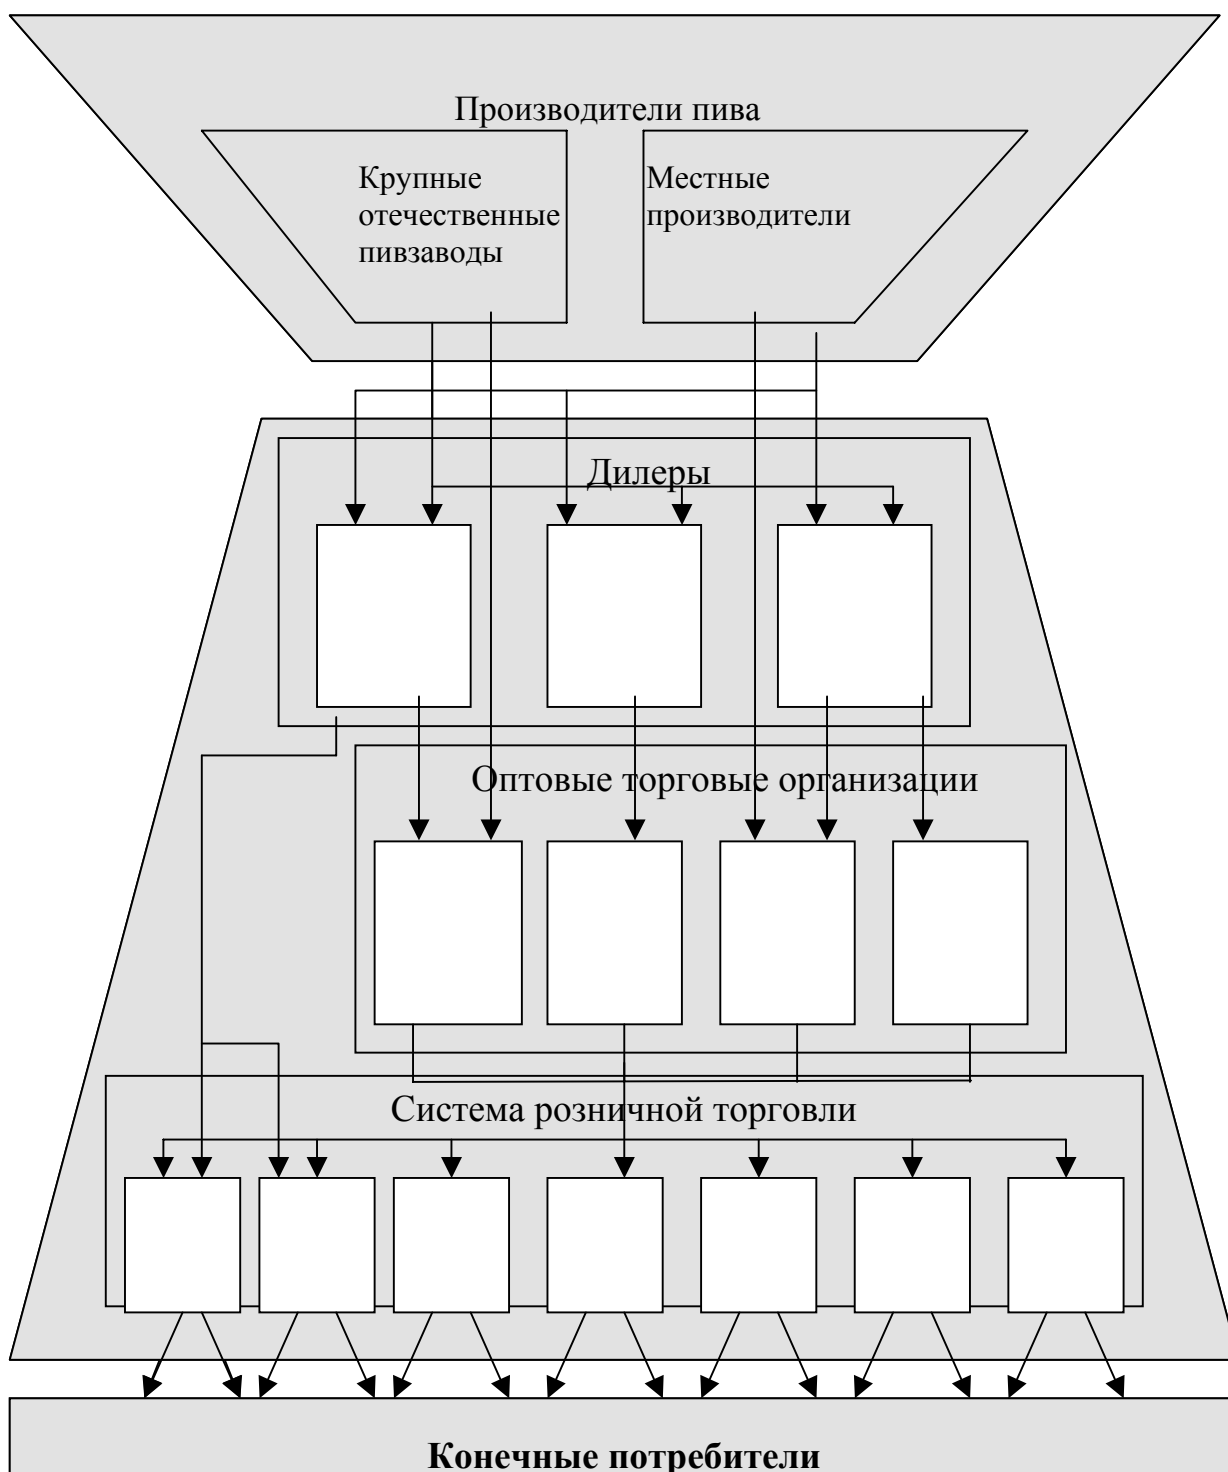 Производители пива
Крупные
отечественные
пивзаводы
Местные
производители
Дилеры
Оптовые торговые организации
Система розничной торговли
Конечные потребители